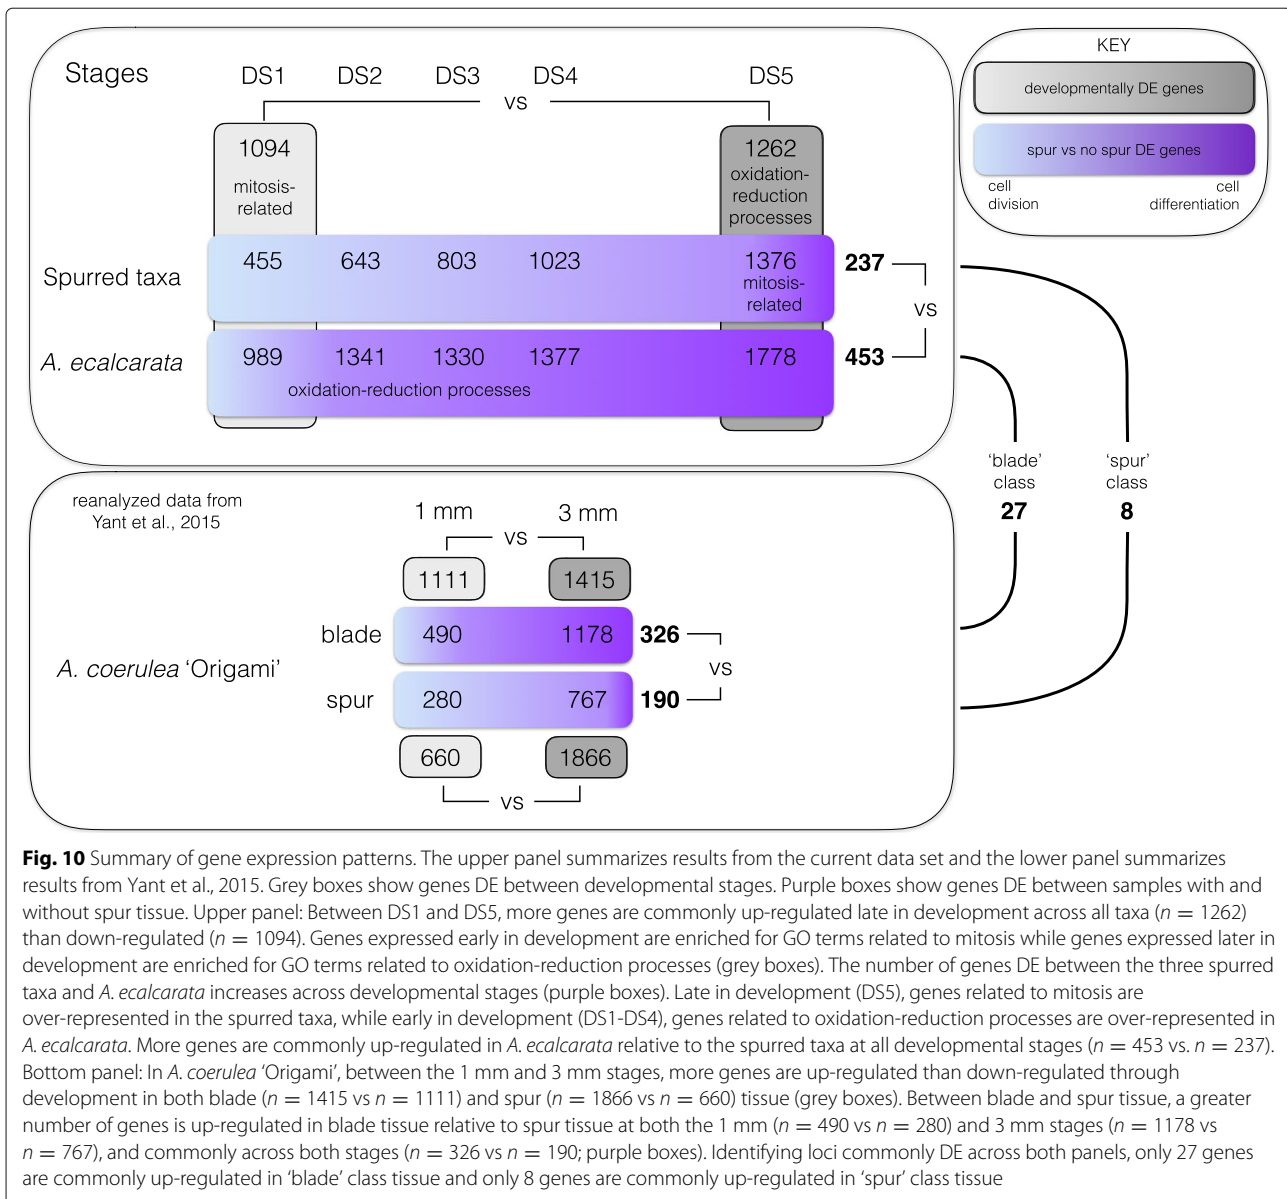 Stages
DS1 DS2 DS3 DS4 DS5
vs
1094
mitosis-
related
1262
oxidation-
reduction
processes
Spurred taxa 455 643 803 1023 1376 237
mitosis-
related
vs
A. ecalcarata 989 1341 1330 1377 1778 453
oxidation-reduction processes
KEY
developmentally DE genes
spur vs no spur DE genes
cell
division
cell
differentiation
'blade'
class
27
'spur'
class
8
reanalyzed data from
Yant et al., 2015
1 mm 3 mm
vs
1111 1415
blade 490 1178 326
A. coerulea 'Origami'
vs
spur 280 767 190
660 1866
vs
Fig. 10 Summary of gene expression patterns. The upper panel summarizes results from the current data set and the lower panel summarizes
results from Yant et al., 2015. Grey boxes show genes DE between developmental stages. Purple boxes show genes DE between samples with and
without spur tissue. Upper panel: Between DS1 and DS5, more genes are commonly up-regulated late in development across all taxa (n = 1262)
than down-regulated (n = 1094). Genes expressed early in development are enriched for GO terms related to mitosis while genes expressed later in
development are enriched for GO terms related to oxidation-reduction processes (grey boxes). The number of genes DE between the three spurred
taxa and A. ecalcarata increases across developmental stages (purple boxes). Late in development (DS5), genes related to mitosis are
over-represented in the spurred taxa, while early in development (DS1-DS4), genes related to oxidation-reduction processes are over-represented in
A. ecalcarata. More genes are commonly up-regulated in A. ecalcarata relative to the spurred taxa at all developmental stages (n = 453 vs. n = 237).
Bottom panel: In A. coerulea 'Origami', between the 1 mm and 3 mm stages, more genes are up-regulated than down-regulated through
development in both blade (n = 1415 vs n = 1111) and spur (n = 1866 vs n = 660) tissue (grey boxes). Between blade and spur tissue, a greater
number of genes is up-regulated in blade tissue relative to spur tissue at both the 1 mm (n = 490 vs n = 280) and 3 mm stages (n = 1178 vs
n = 767), and commonly across both stages (n = 326 vs n = 190; purple boxes). Identifying loci commonly DE across both panels, only 27 genes
are commonly up-regulated in 'blade' class tissue and only 8 genes are commonly up-regulated in 'spur' class tissue